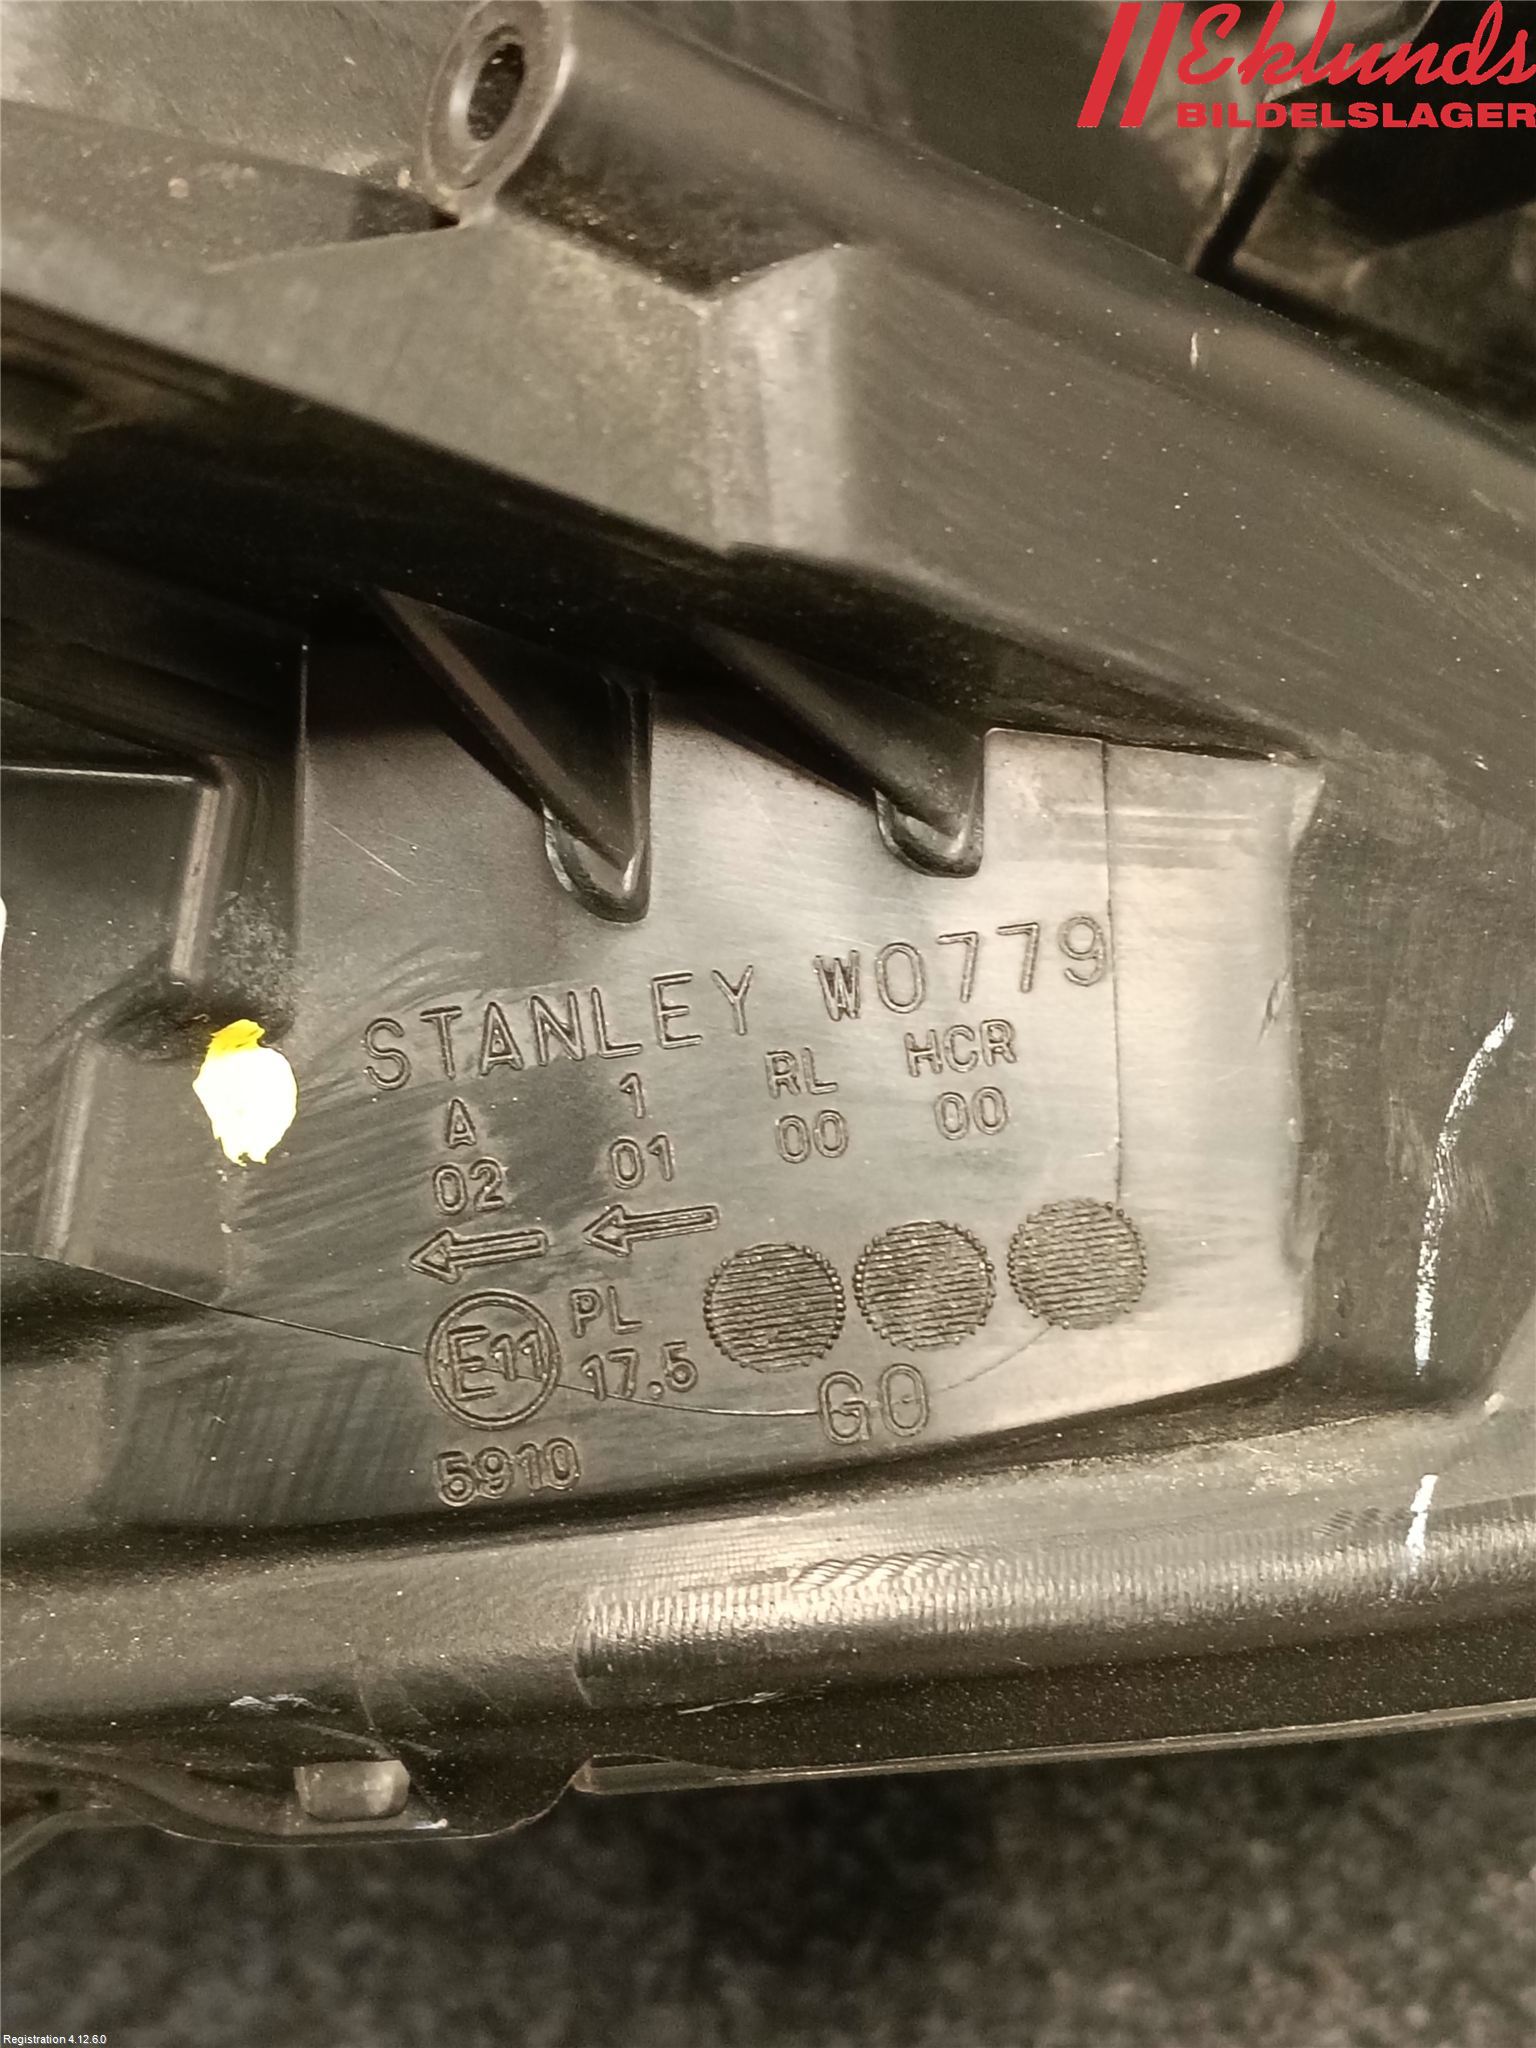 Eklunds
BILDELSLAGER
STANLEY W0779
A 1 RL HCR
02 01 00 00
E11 PL 17.5
5910
G0
Registration 4.12.6.0